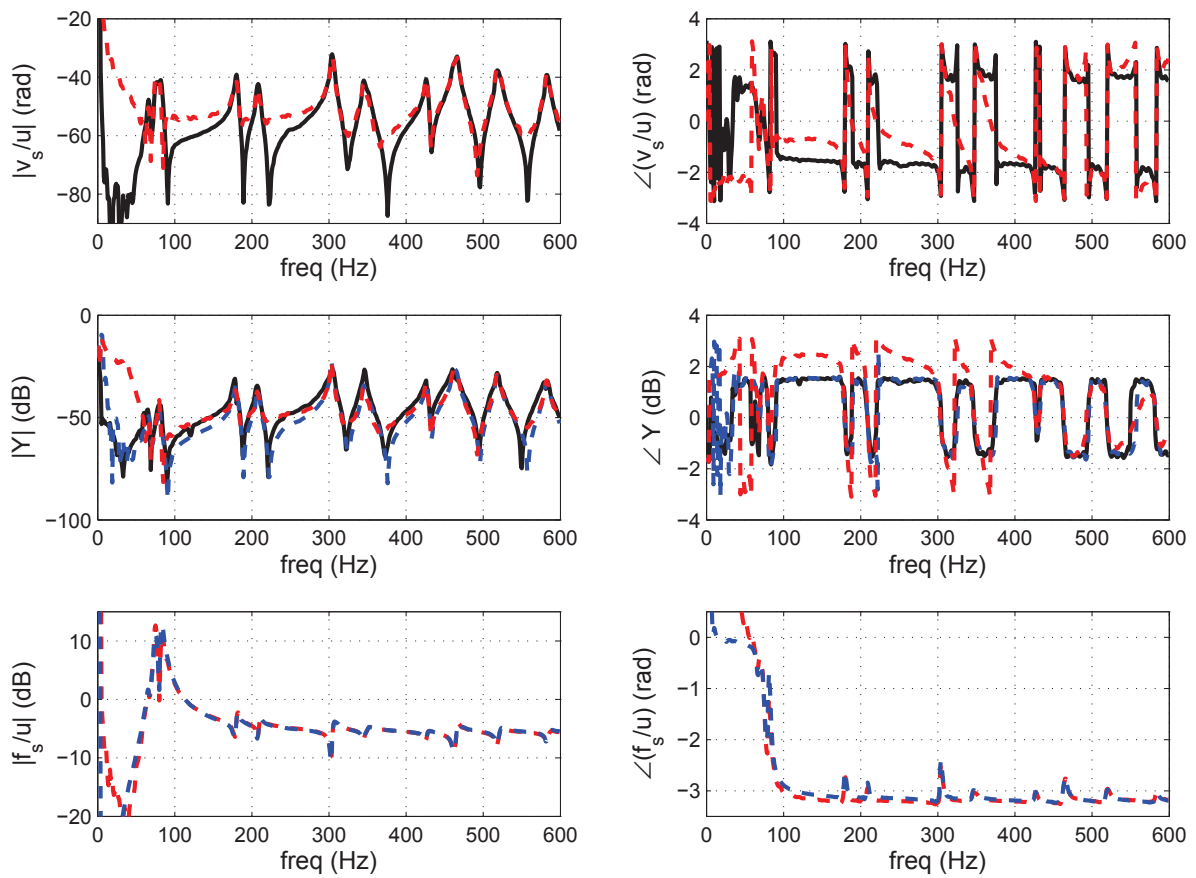 −20
−40
−60
−80
|v_s/u| (rad)
0 100 200 300 400 500 600
freq (Hz)
4
2
0
−2
−4
∠(v_s/u) (rad)
0 100 200 300 400 500 600
freq (Hz)
0
−50
−100
|Y| (dB)
0 100 200 300 400 500 600
freq (Hz)
4
2
0
−2
−4
∠ Y (dB)
0 100 200 300 400 500 600
freq (Hz)
10
0
−10
−20
|f_s/u| (dB)
0 100 200 300 400 500 600
freq (Hz)
0
−1
−2
−3
∠(f_s/u) (rad)
0 100 200 300 400 500 600
freq (Hz)